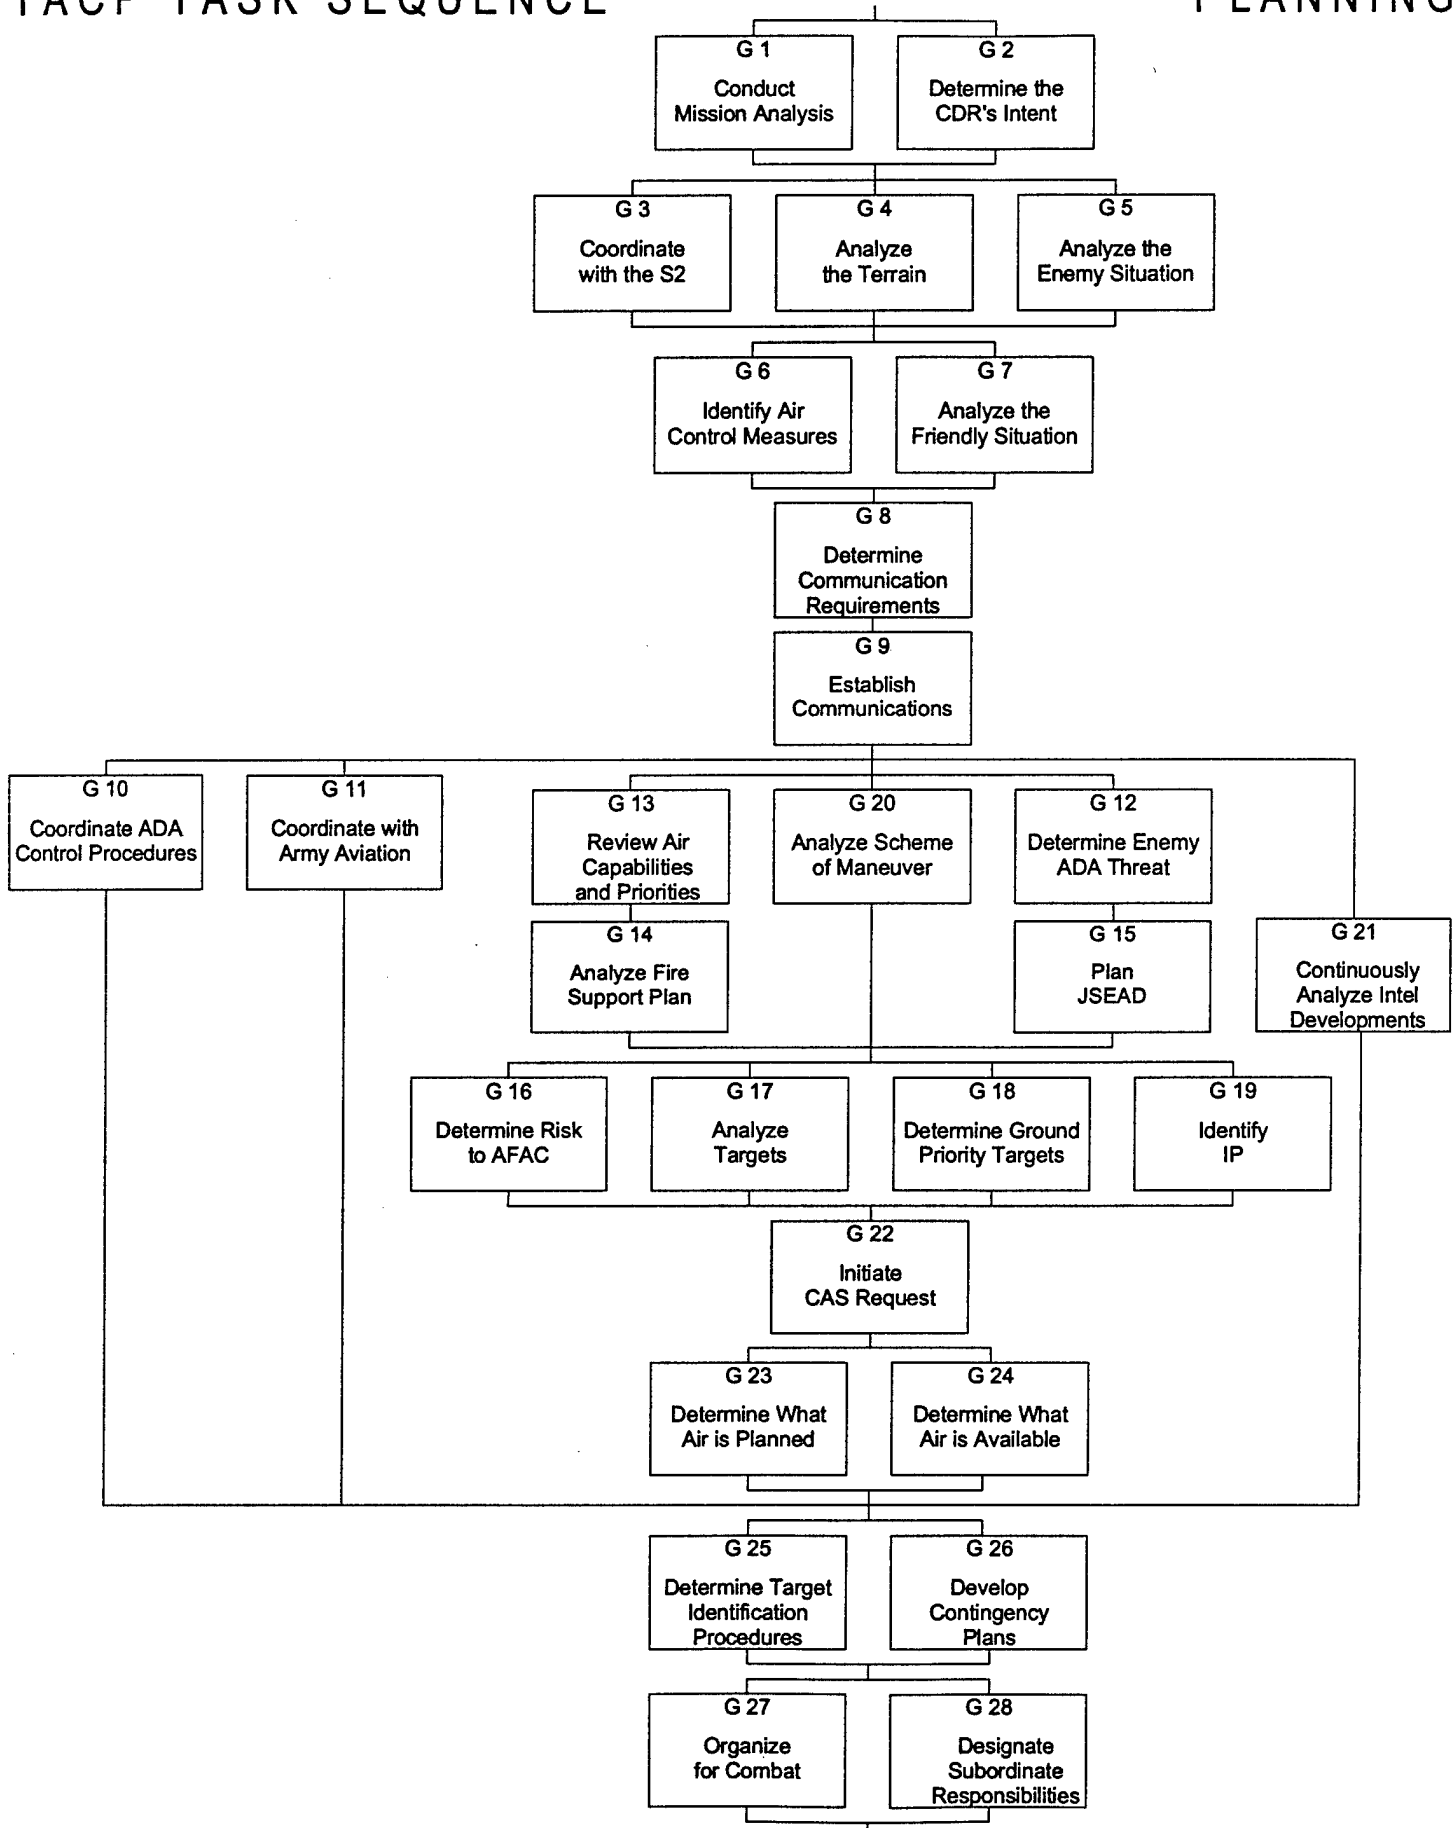 TACP TASK SEQUENCE
PLANNING
G 1
Conduct
Mission Analysis
G 2
Determine the
CDR's Intent
G 3
Coordinate
with the S2
G 4
Analyze
the Terrain
G 5
Analyze the
Enemy Situation
G 6
Identify Air
Control Measures
G 7
Analyze the
Friendly Situation
G 8
Determine
Communication
Requirements
G 9
Establish
Communications
G 10
Coordinate ADA
Control Procedures
G 11
Coordinate with
Army Aviation
G 13
Review Air
Capabilities
and Priorities
G 20
Analyze Scheme
of Maneuver
G 12
Determine Enemy
ADA Threat
G 14
Analyze Fire
Support Plan
G 15
Plan
JSEAD
G 21
Continuously
Analyze Intel
Developments
G 16
Determine Risk
to AFAC
G 17
Analyze
Targets
G 18
Determine Ground
Priority Targets
G 19
Identify
IP
G 22
Initiate
CAS Request
G 23
Determine What
Air is Planned
G 24
Determine What
Air is Available
G 25
Determine Target
Identification
Procedures
G 26
Develop
Contingency
Plans
G 27
Organize
for Combat
G 28
Designate
Subordinate
Responsibilities